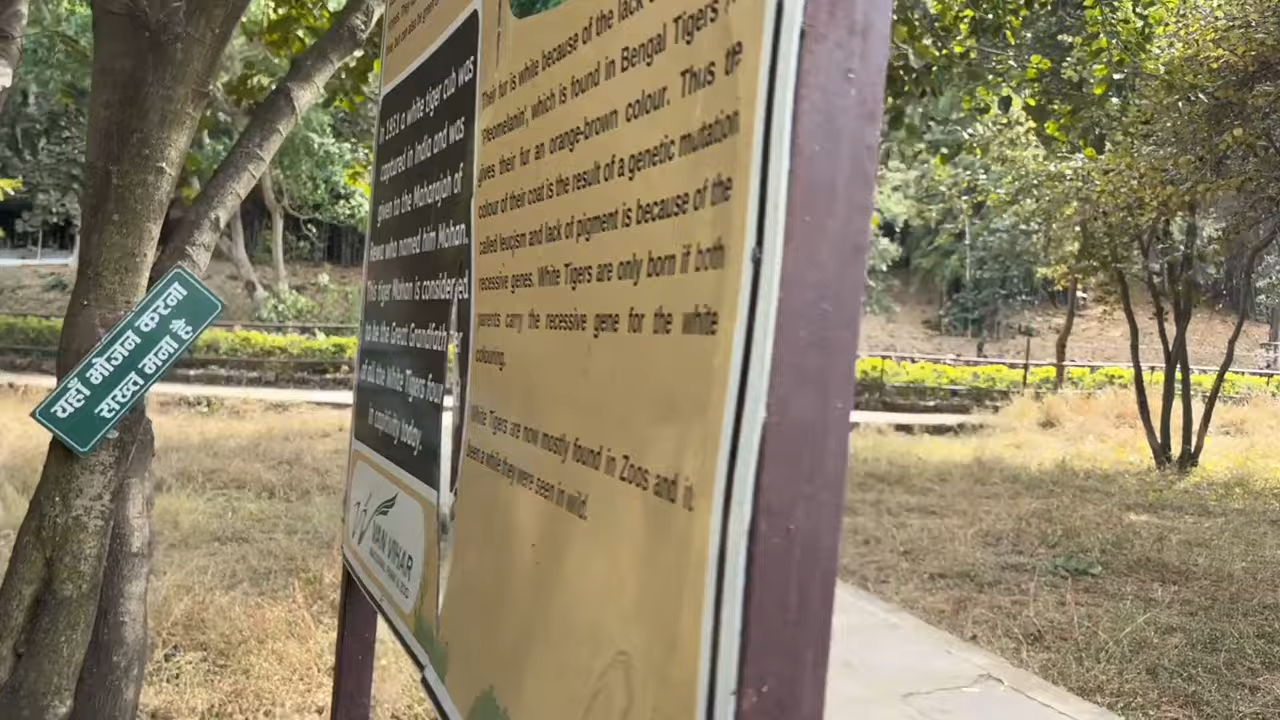 यहाँ भोजन करना
सख्त मना है
In 1951 a white tiger cub was
captured in India and was
given to the Maharajah of
Rewa who named him Mohan.
This tiger Mohan is considered
to be the Great Grandfather
of all the White Tigers four
in captivity today.
VAN VIHAR
Their fur is white because of the lack
'Pleomelanin', which is found in Bengal Tigers
gives their fur an orange-brown colour. Thus the
colour of their coat is the result of a genetic mutation
called leucism and lack of pigment is because of the
recessive genes. White Tigers are only born if both
parents carry the recessive gene for the white
colouring.
White Tigers are now mostly found in Zoos and it
been a while they were seen in wild.